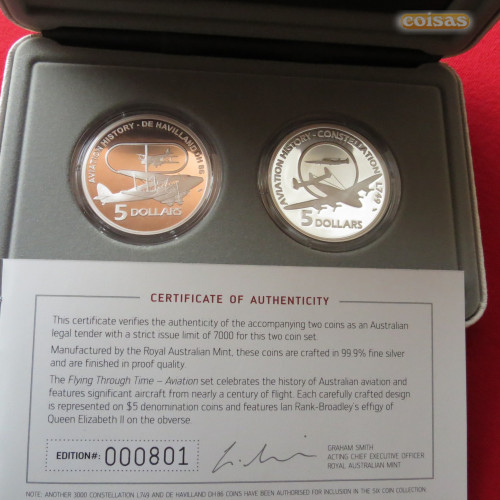 eoisas
AVIATION HISTORY - DE HAVILLAND DH 86
5 DOLLARS
AVIATION HISTORY - CONSTELLATION L749
5 DOLLARS
CERTIFICATE OF AUTHENTICITY
This certificate verifies the authenticity of the accompanying two coins as an Australian
legal tender with a strict issue limit of 7000 for this two coin set.
Manufactured by the Royal Australian Mint, these coins are crafted in 99.9% fine silver
and are finished in proof quality.
The Flying Through Time – Aviation set celebrates the history of Australian aviation and
features significant aircraft from nearly a century of flight. Each carefully crafted design
is represented on $5 denomination coins and features Ian Rank-Broadley's effigy of
Queen Elizabeth II on the obverse.
EDITION#: 000801
GRAHAM SMITH
ACTING CHIEF EXECUTIVE OFFICER
ROYAL AUSTRALIAN MINT
NOTE: ANOTHER 3000 CONSTELLATION L749 AND DE HAVILLAND DH 86 COINS HAVE BEEN AUTHORISED FOR INCLUSION IN THE SIX COIN COLLECTION